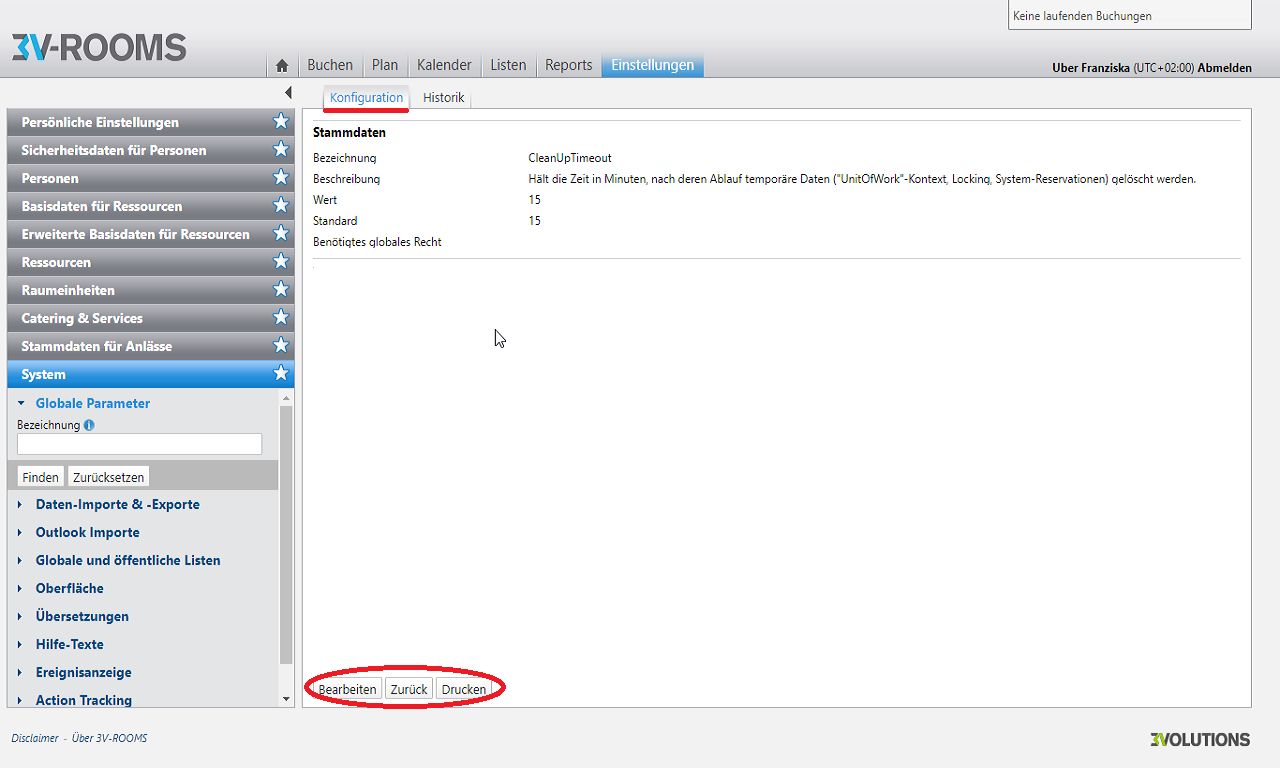 Keine laufenden Buchungen
3V-ROOMS
Buchen Plan Kalender Listen Reports Einstellungen
Uber Franziska (UTC+02:00) Abmelden
Konfiguration Historik
Persönliche Einstellungen
Sicherheitsdaten für Personen
Personen
Basisdaten für Ressourcen
Erweiterte Basisdaten für Ressourcen
Ressourcen
Raumeinheiten
Catering & Services
Stammdaten für Anlässe
System
Globale Parameter
Bezeichnung
Finden Zurücksetzen
Daten-Importe & -Exporte
Outlook Importe
Globale und öffentliche Listen
Oberfläche
Übersetzungen
Hilfe-Texte
Ereignisanzeige
Action Tracking
Stammdaten
Bezeichnung CleanUpTimeout
Beschreibung Hält die Zeit in Minuten, nach deren Ablauf temporäre Daten ("UnitOfWork"-Kontext, Locking, System-Reservationen) gelöscht werden.
Wert 15
Standard 15
Benötigtes globales Recht
Bearbeiten Zurück Drucken
Disclaimer - Über 3V-ROOMS
3VOLUTIONS